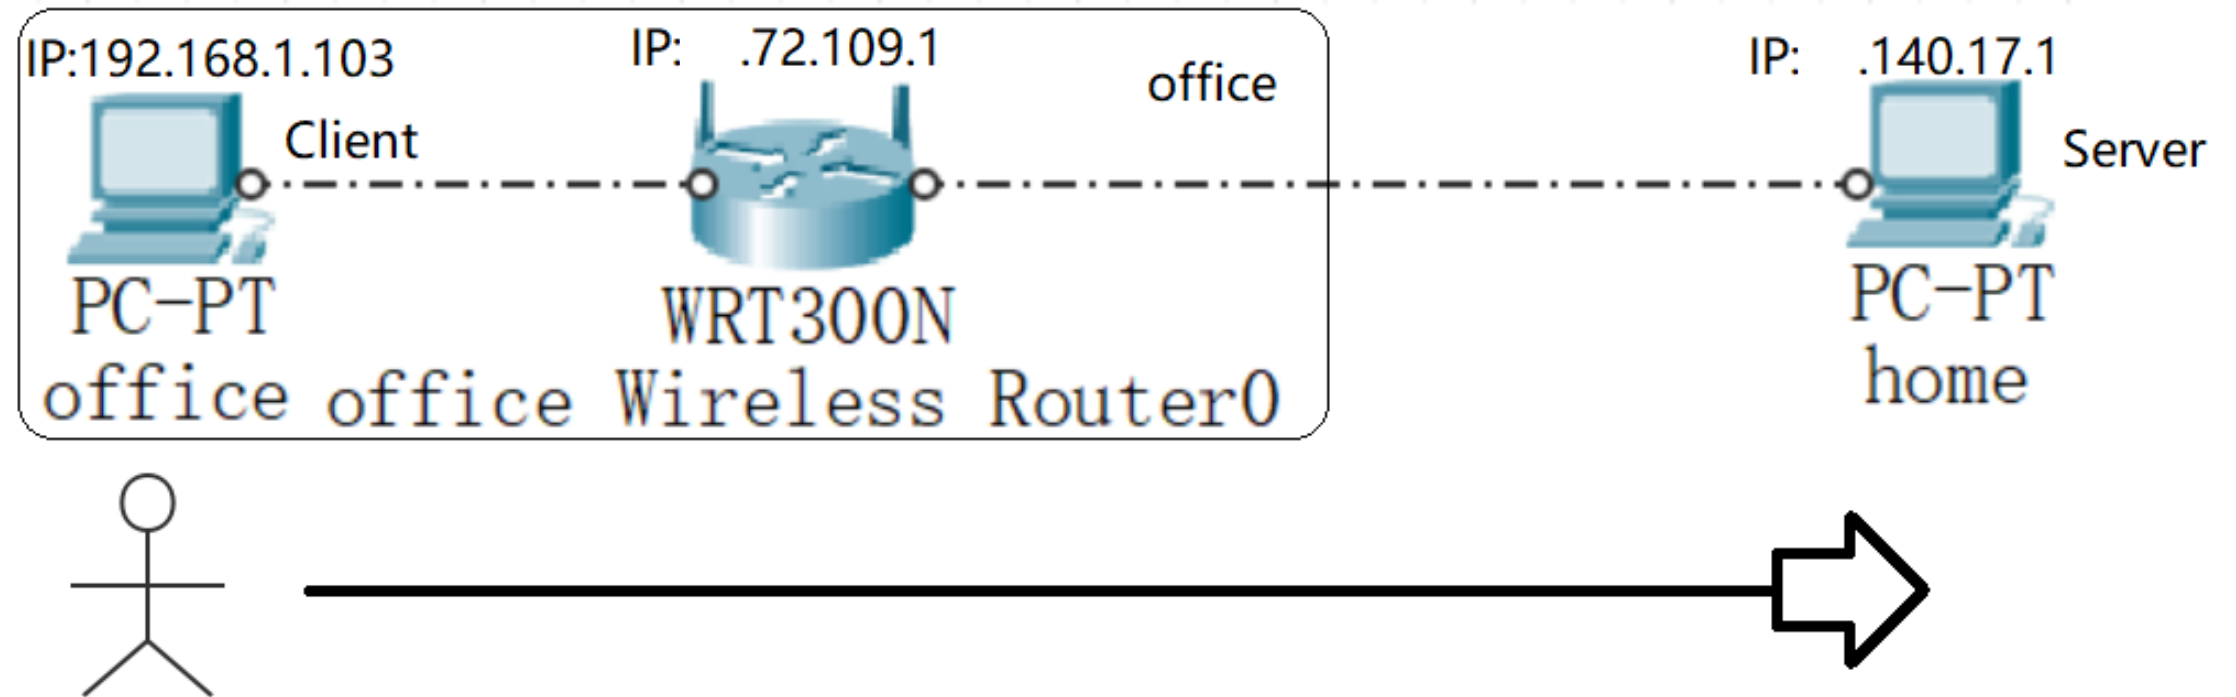 IP:192.168.1.103
IP: .72.109.1
office
IP: .140.17.1
Client
Server
PC-PT
office
WRT300N
office Wireless Router0
PC-PT
home